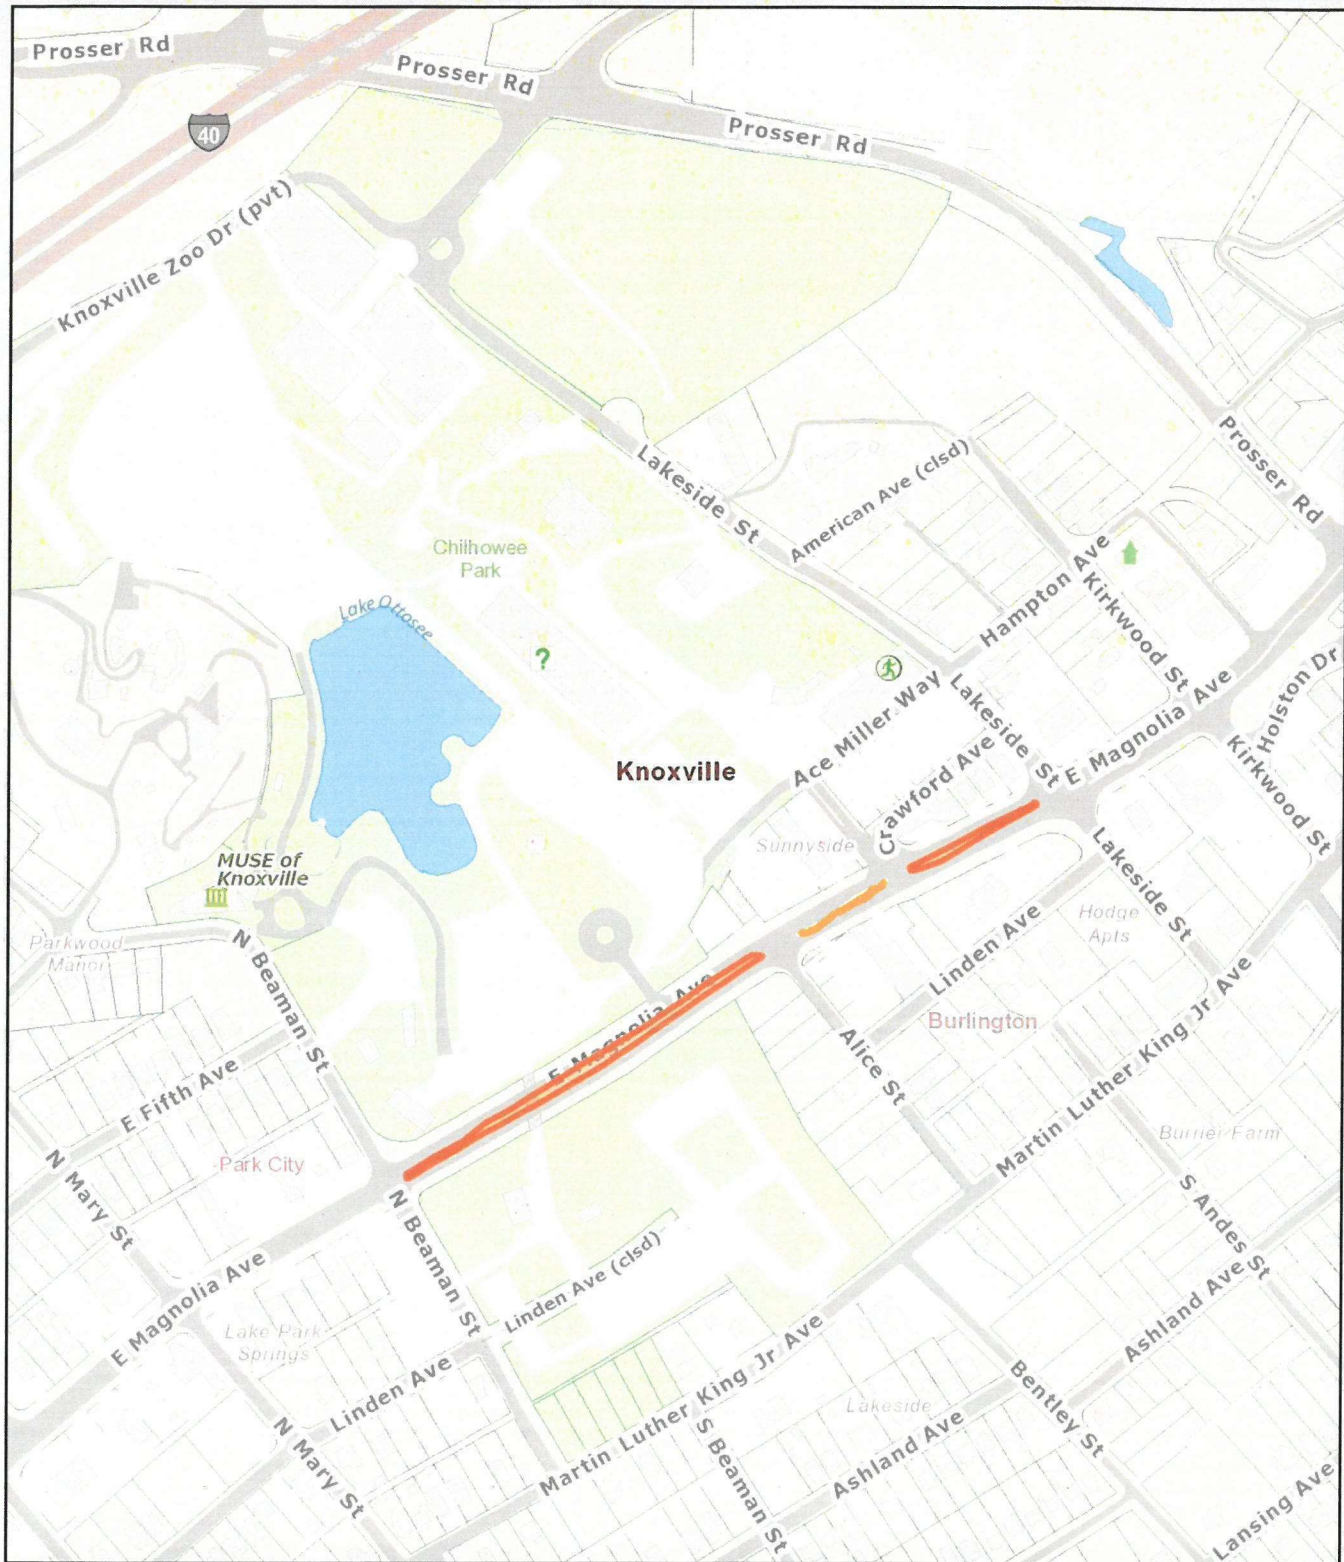 Prosser Rd
Prosser Rd
Prosser Rd
40
Knoxville Zoo Dr (pvt)
Prosser Rd
Lakeside St
American Ave (clsd)
Chilhowee
Park
Hampton Ave
Kirkwood St
Lake Ottosee
?
Ace Miller Way
Lakeside St
E Magnolia Ave
Holston Dr
Kirkwood St
Knoxville
Crawford Ave
Sunnyside
Lakeside St
MUSE of
Knoxville
Hodge
Apts
Parkwood
Manor
N Beaman St
Linden Ave
E Magnolia Ave
Burlington
Alice St
Martin Luther King Jr Ave
E Fifth Ave
Park City
Burrier Farm
N Mary St
N Beaman St
S Andes St
Linden Ave (clsd)
E Magnolia Ave
Lake Park
Springs
Linden Ave
Ashland Ave
Martin Luther King Jr Ave
Bentley St
Lakeside
N Mary St
S Beaman St
Ashland Ave
Lansing Ave